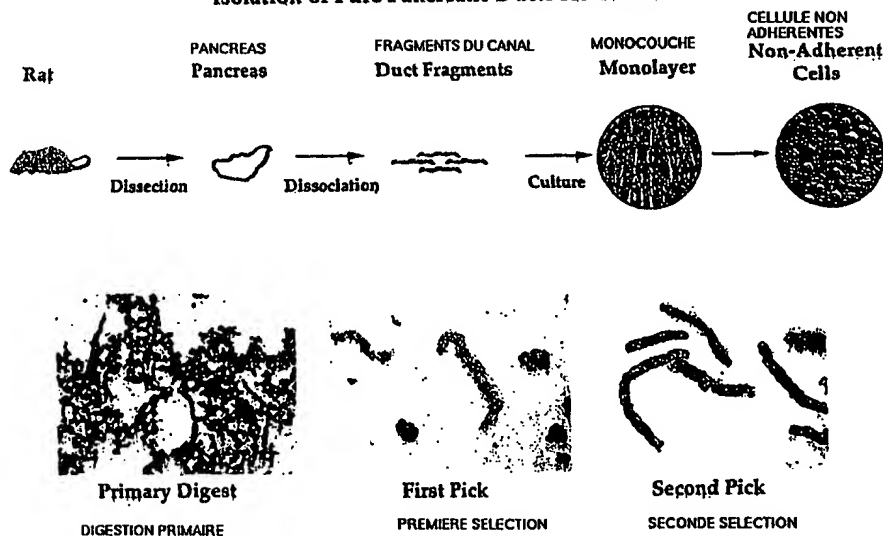 CELLULE NON
ADHERENTES
PANCREAS
FRAGMENTS DU CANAL
MONOCOUCHE
Non-Adherent
Rat
Pancreas
Duct Fragments
Monolayer
Cells
Dissection
Dissociation
Culture
Primary Digest
First Pick
Second Pick
DIGESTION PRIMAIRE
PREMIERE SELECTION
SECONDE SELECTION